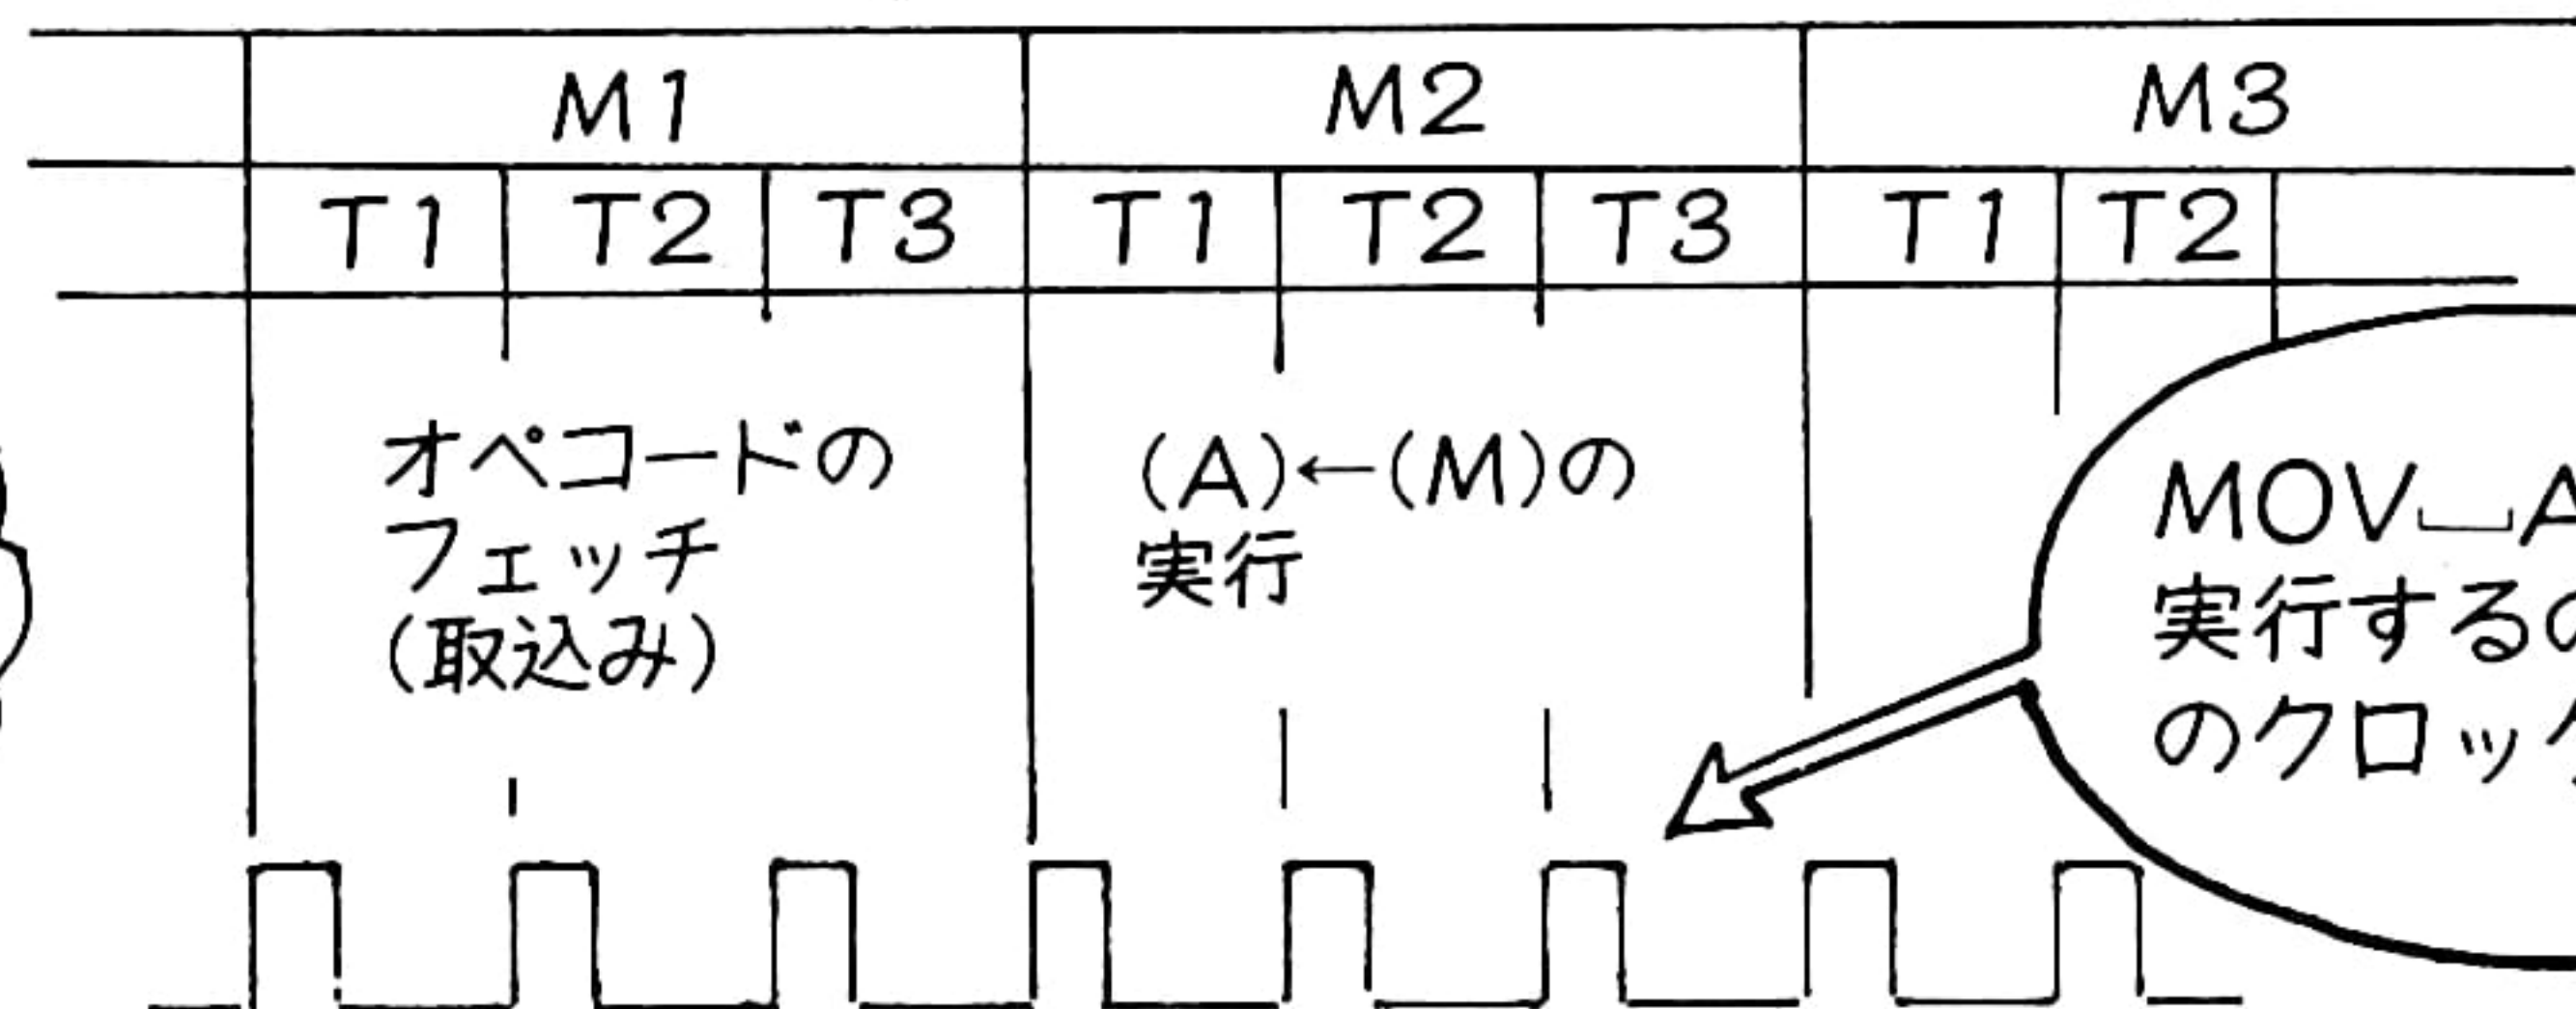 M1 M2 M3
T1 T2 T3 T1 T2 T3 T1 T2
オペコードの
フェッチ
(取込み)
(A)←(M)の
実行
MOV␣A
実行するの
のクロック